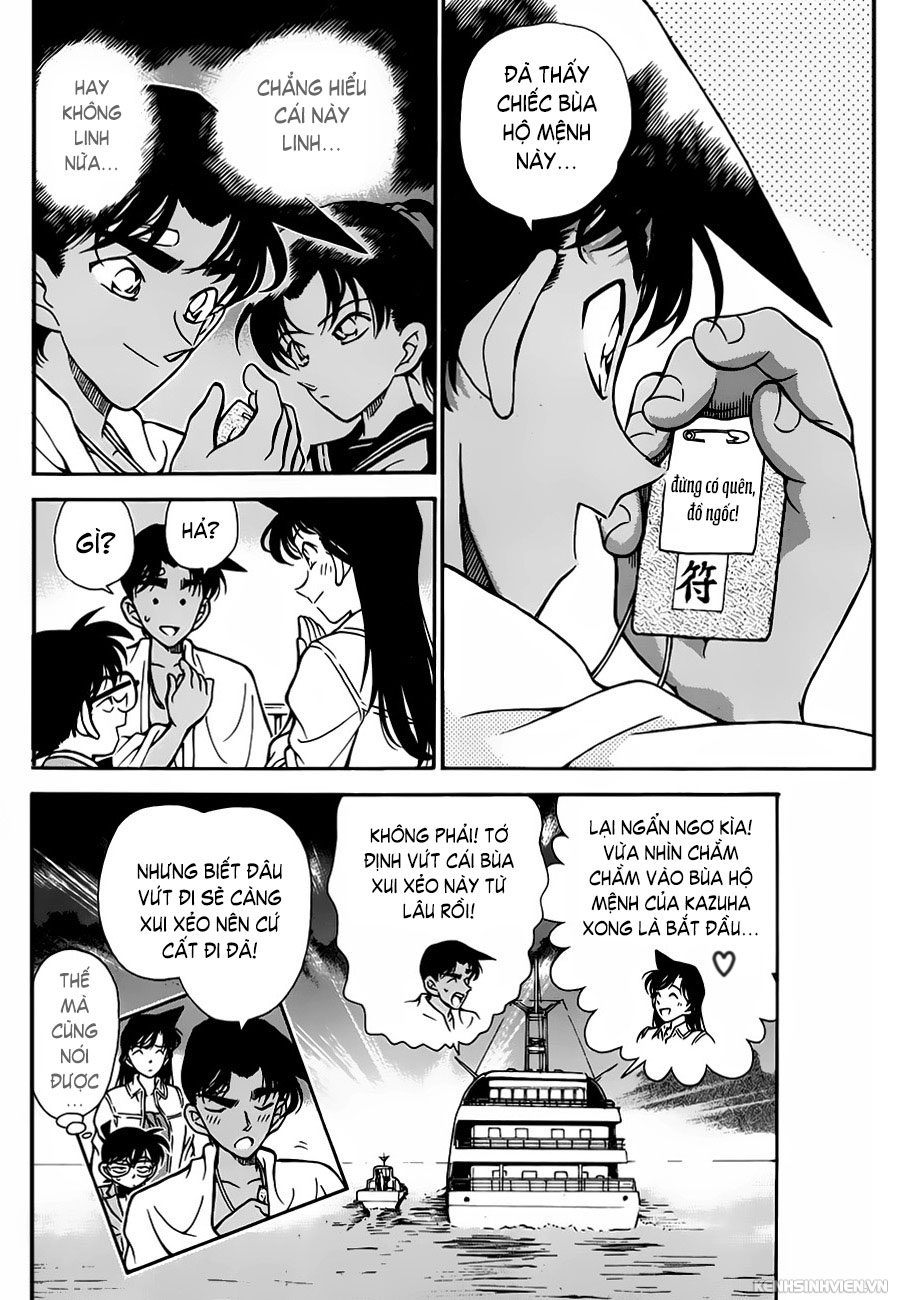 ĐÀ THẤY
CHIẾC BÙA
HỘ MỆNH
NÀY...
đừng có quên,
đồ ngốc!
符
CHẲNG HIỂU
CÁI NÀY
LINH...
HAY
KHÔNG
LINH
NỮA...
HẢ?
GÌ?
LẠI NGẨN NGƠ KÌA!
VỪA NHÌN CHẰM
CHẰM VÀO BÙA HỘ
MỆNH CỦA KAZUHA
XONG LÀ BẮT ĐẦU...
KHÔNG PHẢI! TỚ
ĐỊNH VỨT CÁI BÙA
XUI XẺO NÀY TỪ
LÂU RỒI!
NHƯNG BIẾT ĐÂU
VỨT ĐI SẼ CÀNG
XUI XẺO NÊN CỨ
CẤT ĐI ĐÀ!
THẾ
MÀ
CŨNG
NÓI
ĐƯỢC
...
KENHSINHVIEN.VN